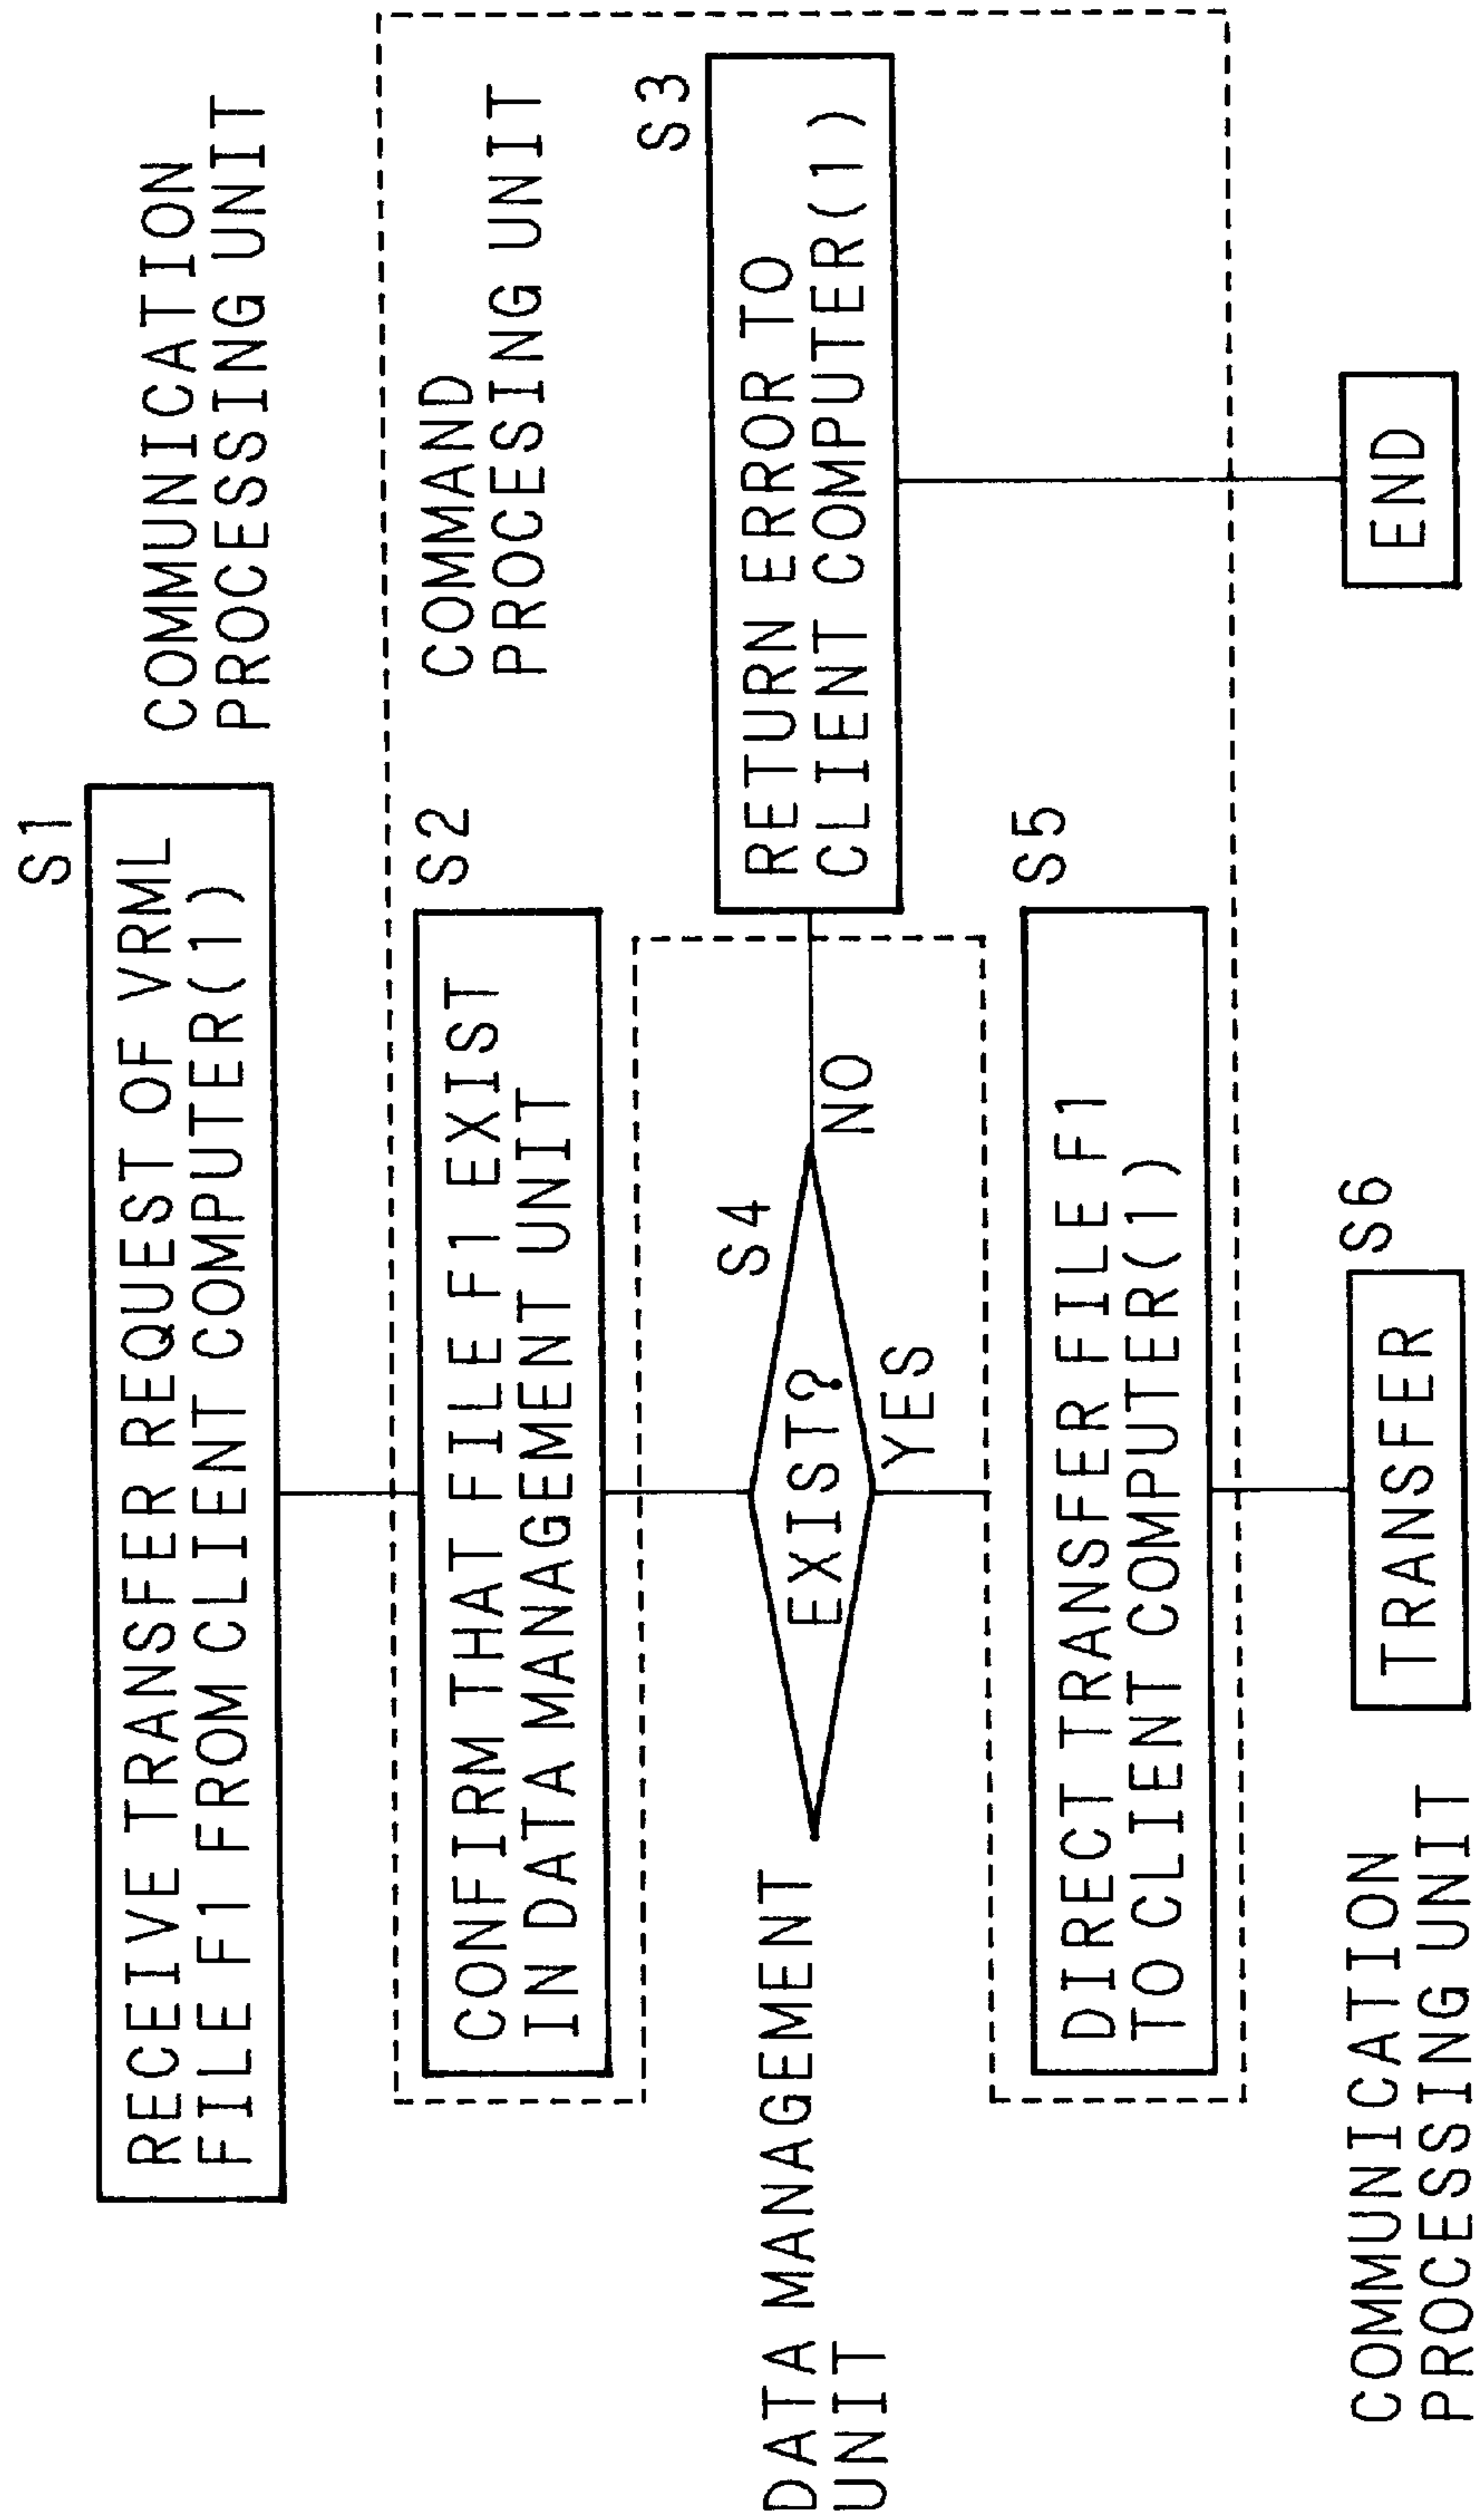 S1
RECEIVE TRANSFER REQUEST OF VRML
FILE F1 FROM CLIENT COMPUTER(1)
COMMUNICATION
PROCESSING UNIT
S2
CONFIRM THAT FILE F1 EXIST
IN DATA MANAGEMENT UNIT
COMMAND
PROCESSING UNIT
S3
RETURN ERROR TO
CLIENT COMPUTER(1)
S4
EXIST?
NO
YES
DATA MANAGEMENT
UNIT
S5
DIRECT TRANSFER FILE F1
TO CLIENT COMPUTER(1)
S6
TRANSFER
END
COMMUNICATION
PROCESSING UNIT